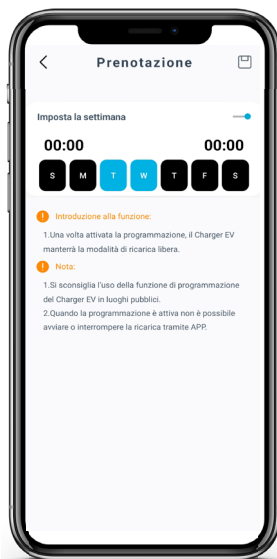 Prenotazione
Imposta la settimana
00:00 00:00
S M T W T F S
! Introduzione alla funzione:
1.Una volta attivata la programmazione, il Charger EV
manterrà la modalità di ricarica libera.
! Nota:
1.Si sconsiglia l'uso della funzione di programmazione
del Charger EV in luoghi pubblici.
2.Quando la programmazione è attiva non è possibile
avviare o interrompere la ricarica tramite APP.